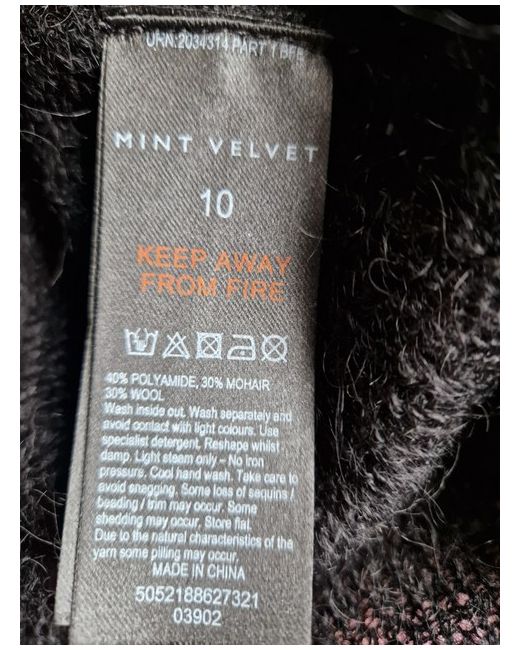 URN:2034314 PART 1 BFE
MINT VELVET
10
KEEP AWAY
FROM FIRE
40% POLYAMIDE, 30% MOHAIR
30% WOOL
Wash inside out. Wash separately and
avoid contact with light colours. Use
specialist detergent. Reshape whilst
damp. Light steam only – No iron
pressure. Cool hand wash. Take care to
avoid snagging. Some loss of sequins /
beading / trim may occur. Some
shedding may occur. Store flat.
Due to the natural characteristics of the
yarn some pilling may occur.
MADE IN CHINA
5052188627321
03902